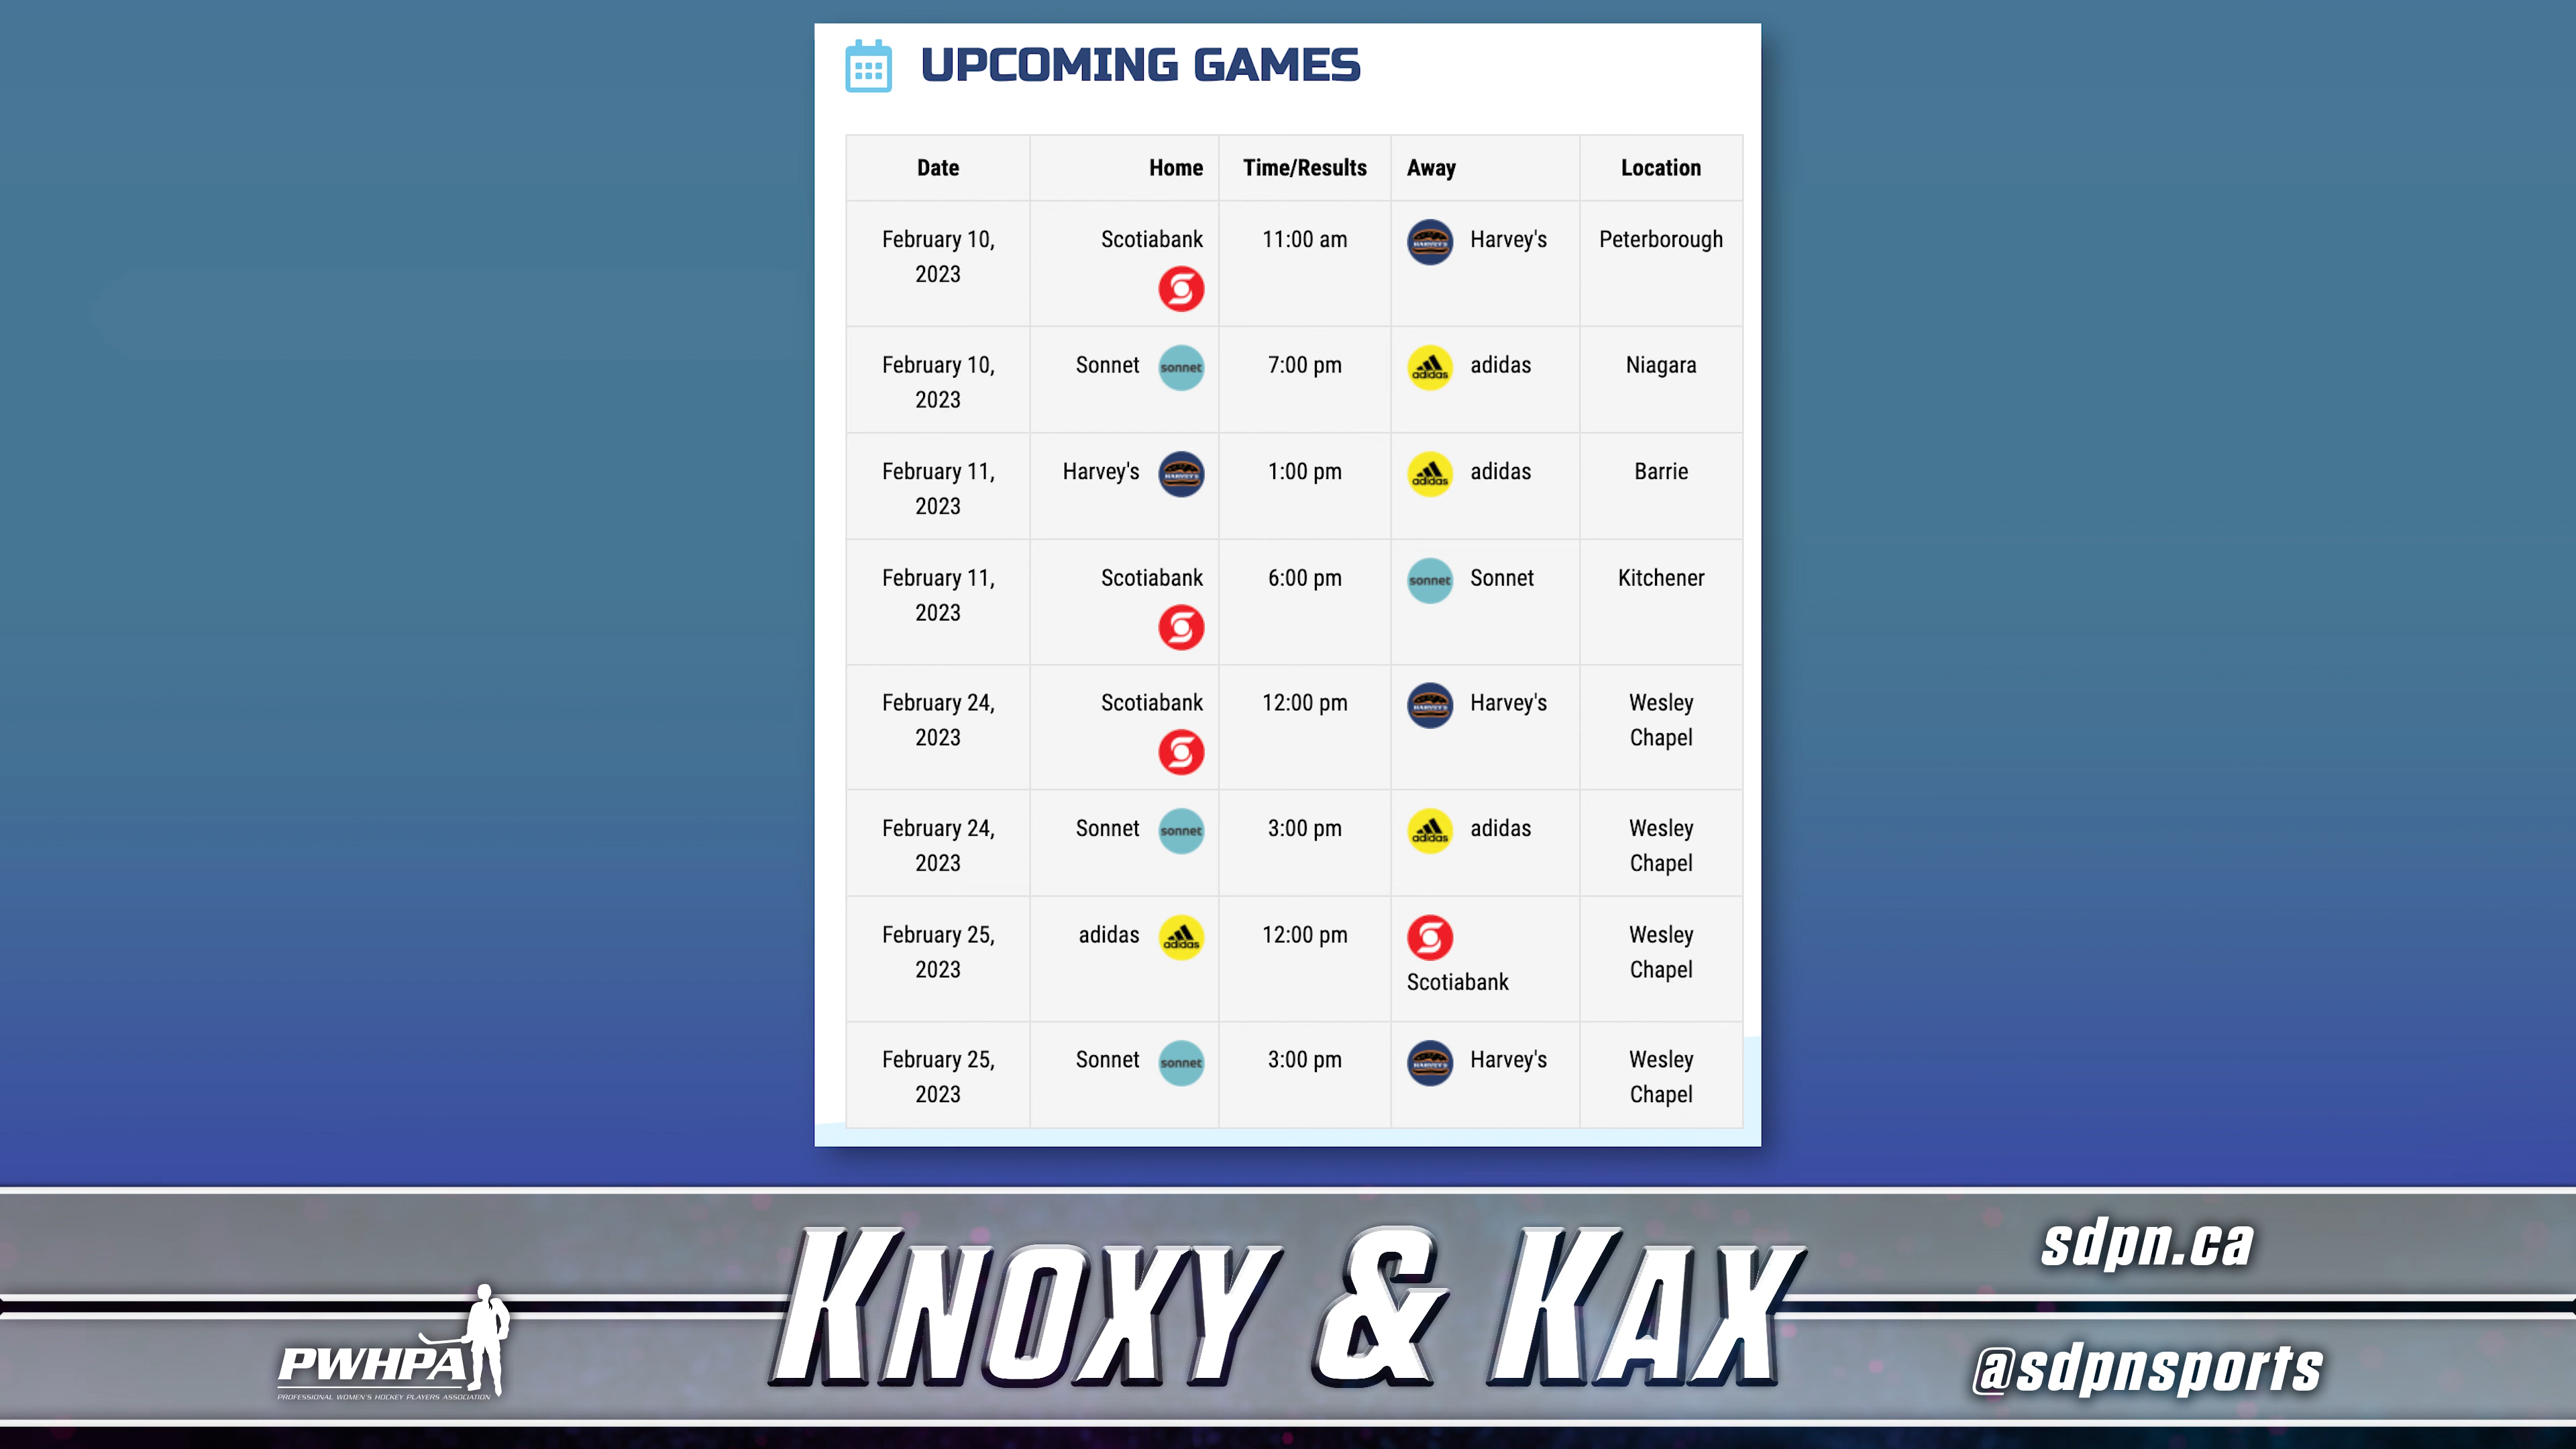 UPCOMING GAMES
Date Home Time/Results Away Location
February 10, 2023 Scotiabank 11:00 am HARVEY'S Harvey's Peterborough
February 10, 2023 Sonnet sonnet 7:00 pm adidas adidas Niagara
February 11, 2023 Harvey's HARVEY'S 1:00 pm adidas adidas Barrie
February 11, 2023 Scotiabank 6:00 pm sonnet Sonnet Kitchener
February 24, 2023 Scotiabank 12:00 pm HARVEY'S Harvey's Wesley Chapel
February 24, 2023 Sonnet sonnet 3:00 pm adidas adidas Wesley Chapel
February 25, 2023 adidas adidas 12:00 pm Scotiabank Wesley Chapel
February 25, 2023 Sonnet sonnet 3:00 pm HARVEY'S Harvey's Wesley Chapel
PWHPA
PROFESSIONAL WOMEN'S HOCKEY PLAYERS ASSOCIATION
KNOXY & KAX
sdpn.ca
@sdpnsports